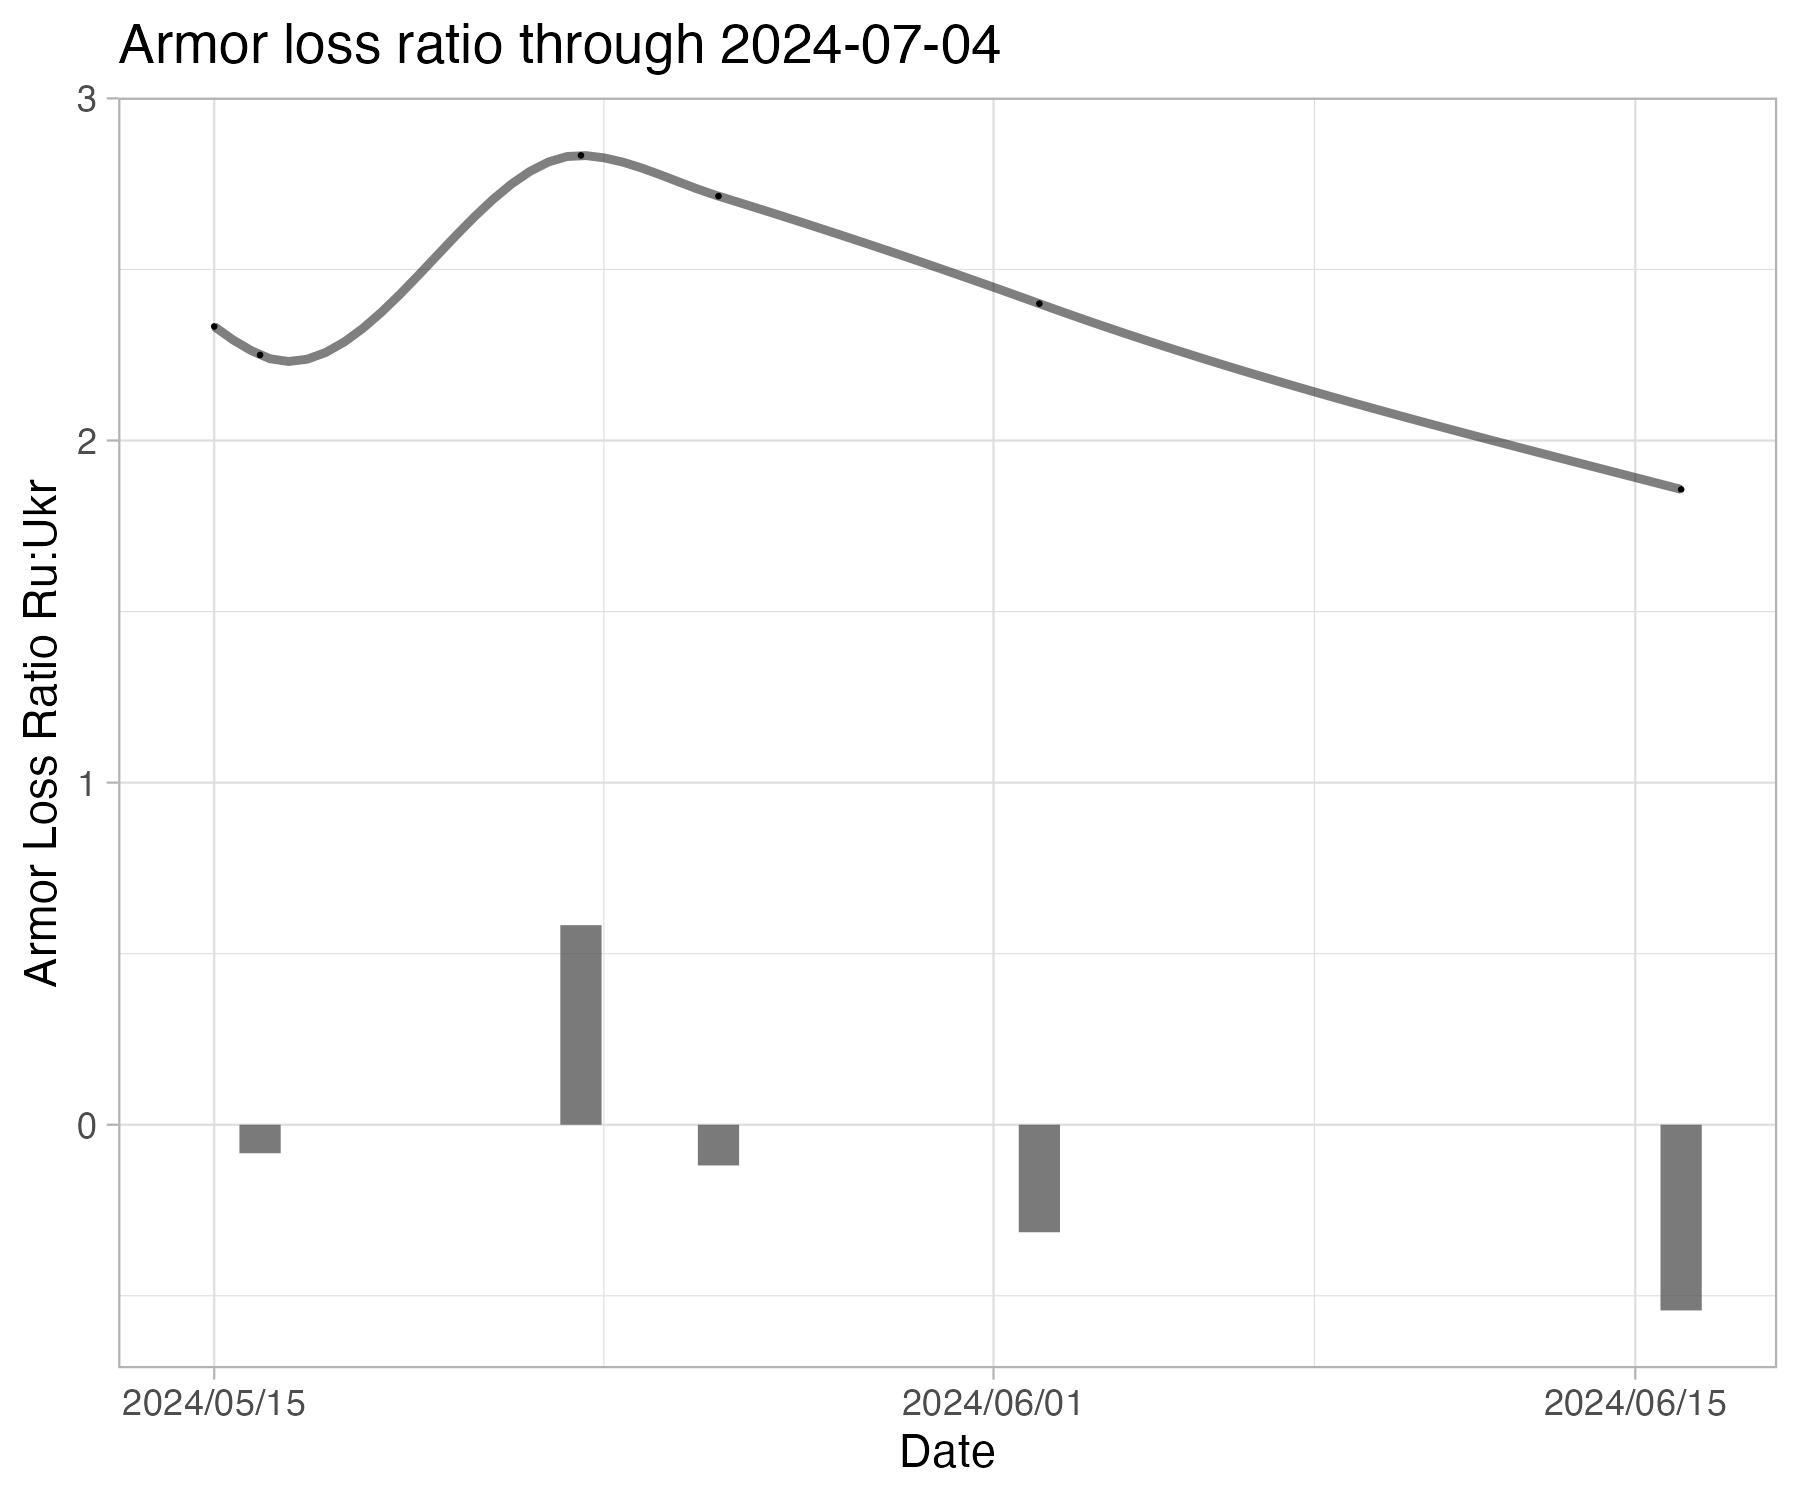 Armor loss ratio through 2024-07-04
Armor Loss Ratio Ru:Ukr
3
2
1
0
2024/05/15
2024/06/01
2024/06/15
Date